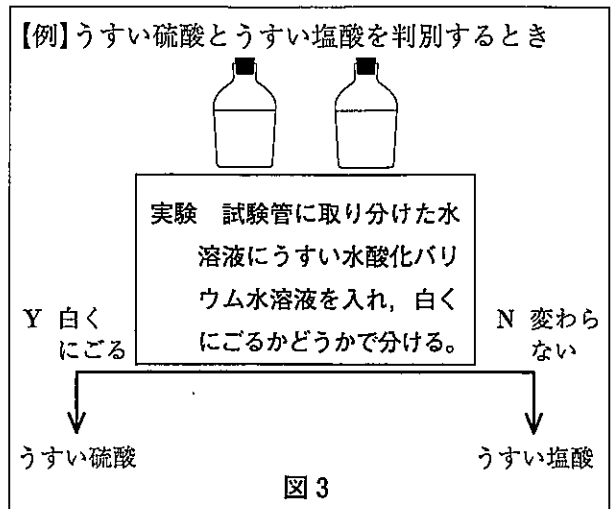 【例】うすい硫酸とうすい塩酸を判別するとき
実験 試験管に取り分けた水
溶液にうすい水酸化バリ
ウム水溶液を入れ，白く
にごるかどうかで分ける。
Y 白く
にごる
N 変わら
ない
うすい硫酸
うすい塩酸
図3